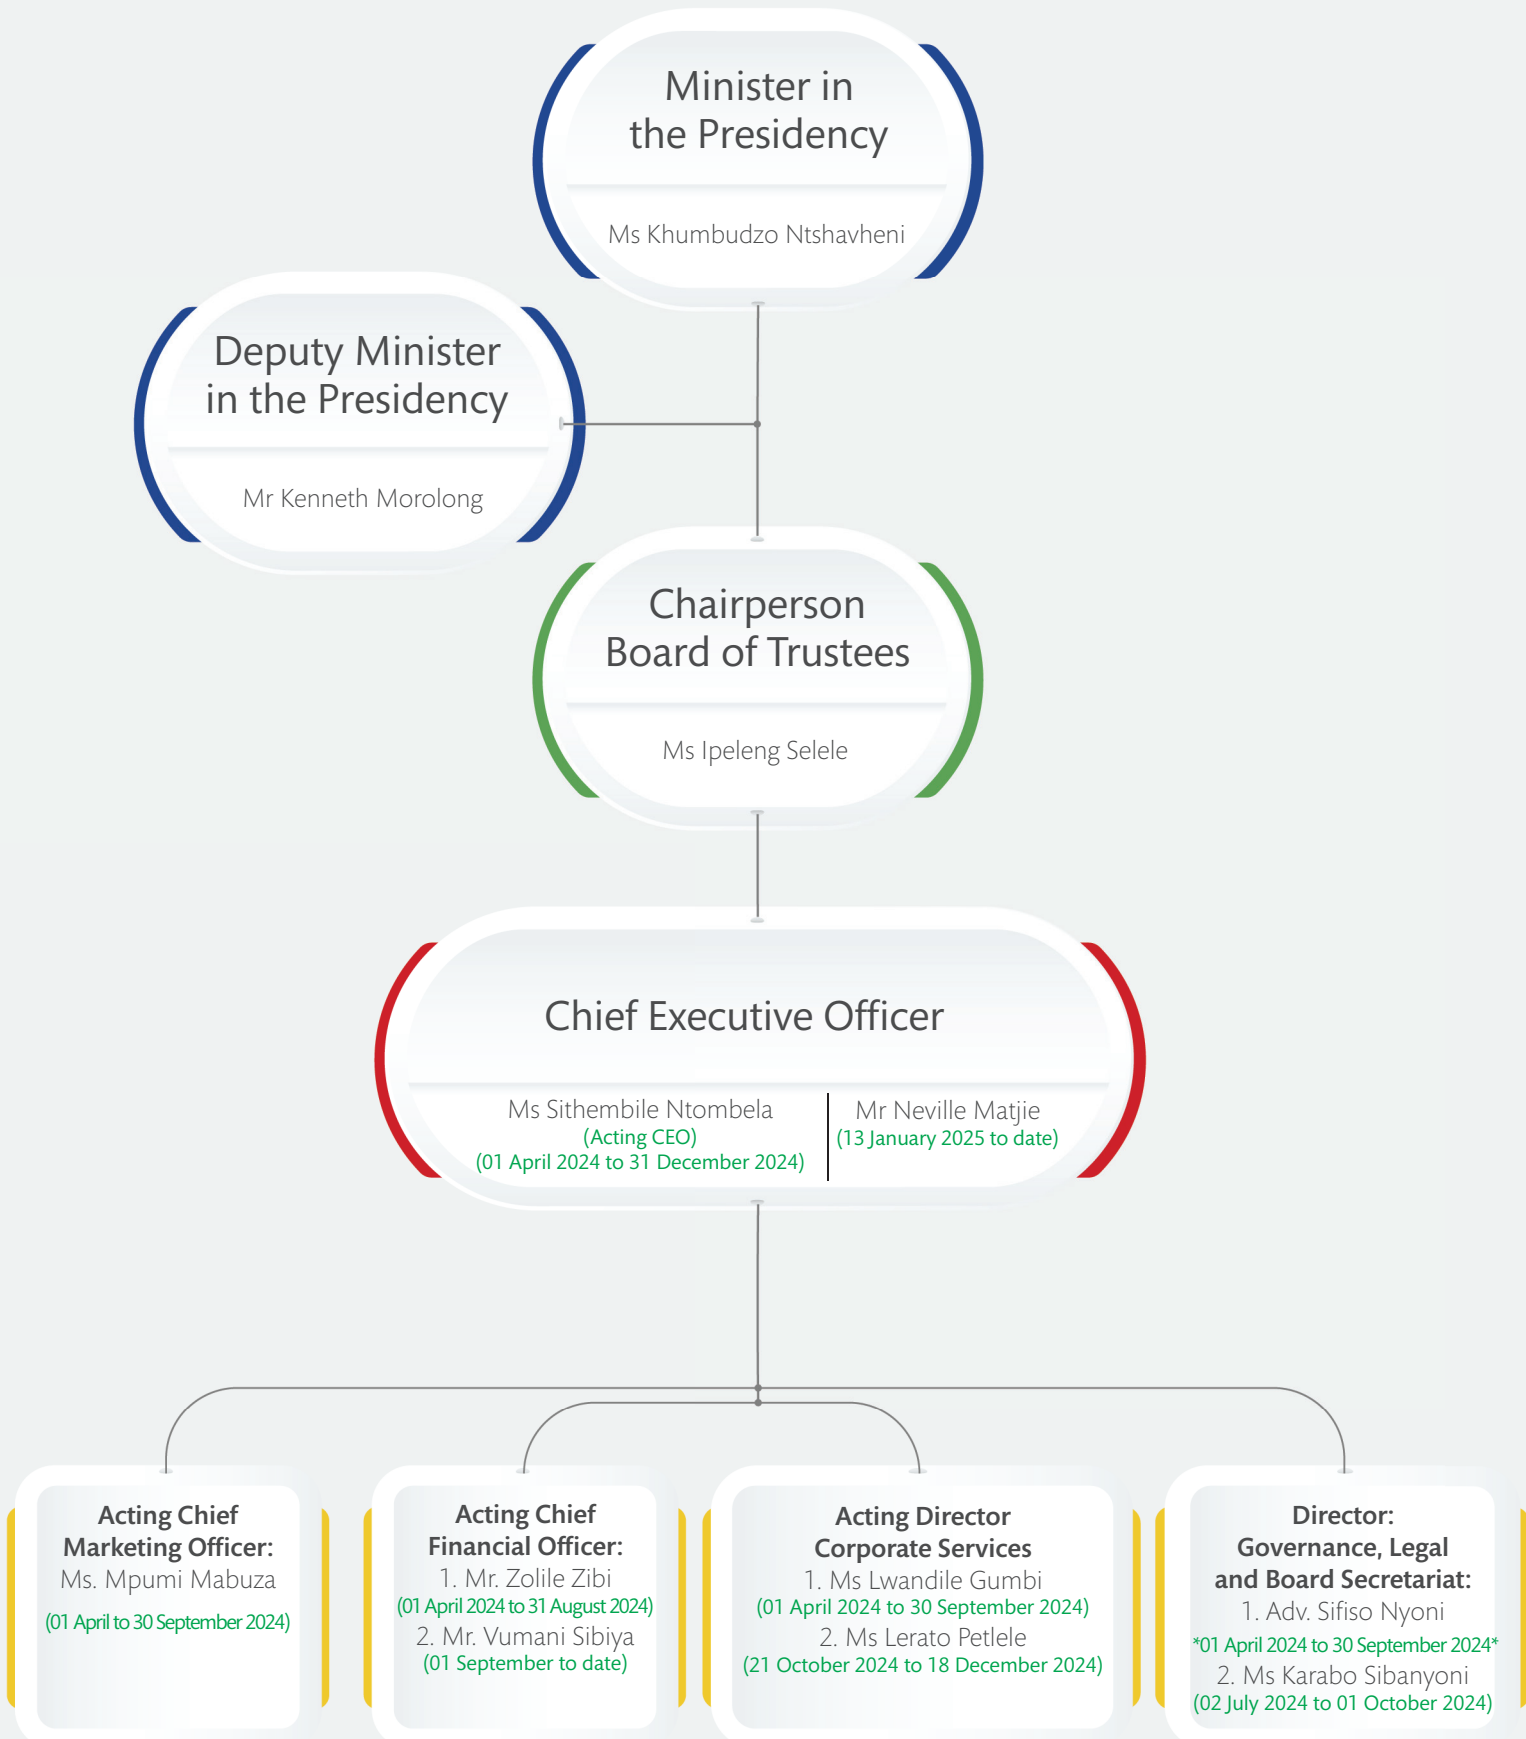 Minister in
the Presidency
Ms Khumbudzo Ntshavheni
Deputy Minister
in the Presidency
Mr Kenneth Morolong
Chairperson
Board of Trustees
Ms Ipeleng Selele
Chief Executive Officer
Ms Sithembile Ntombela
(Acting CEO)
(01 April 2024 to 31 December 2024)
Mr Neville Matjie
(13 January 2025 to date)
Acting Chief
Marketing Officer:
Ms. Mpumi Mabuza
(01 April to 30 September 2024)
Acting Chief
Financial Officer:
1. Mr. Zolile Zibi
(01 April 2024 to 31 August 2024)
2. Mr. Vumani Sibiya
(01 September to date)
Acting Director
Corporate Services
1. Ms Lwandile Gumbi
(01 April 2024 to 30 September 2024)
2. Ms Lerato Petlele
(21 October 2024 to 18 December 2024)
Director:
Governance, Legal
and Board Secretariat:
1. Adv. Sifiso Nyoni
*01 April 2024 to 30 September 2024*
2. Ms Karabo Sibanyoni
(02 July 2024 to 01 October 2024)